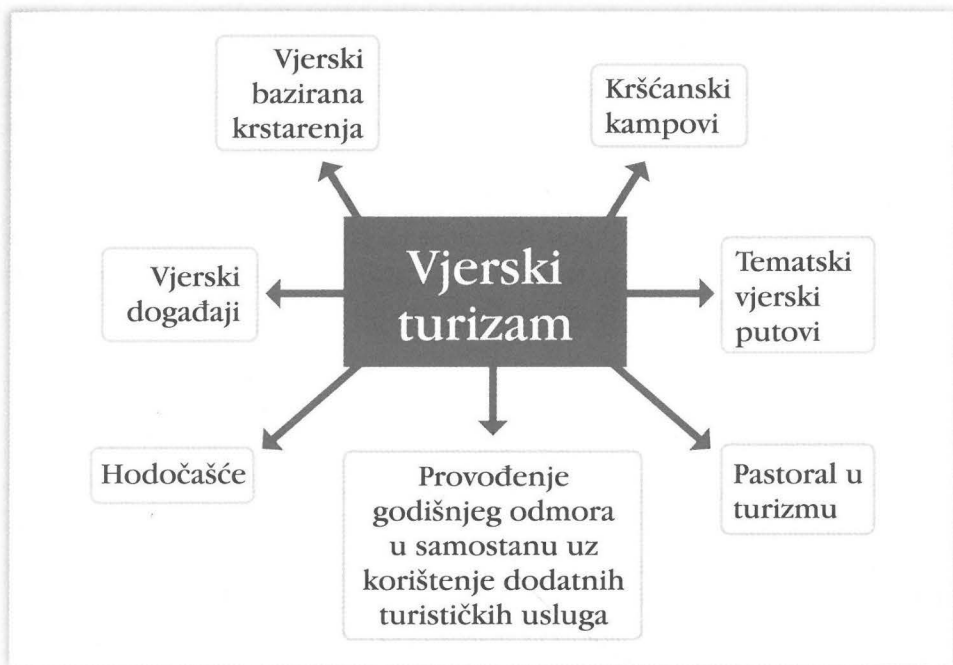 Vjerski
bazirana
krstarenja
Kršćanski
kampovi
Vjerski
događaji
Vjerski
turizam
Tematski
vjerski
putovi
Hodočašće
Provođenje
godišnjeg odmora
u samostanu uz
korištenje dodatnih
turističkih usluga
Pastoral u
turizmu